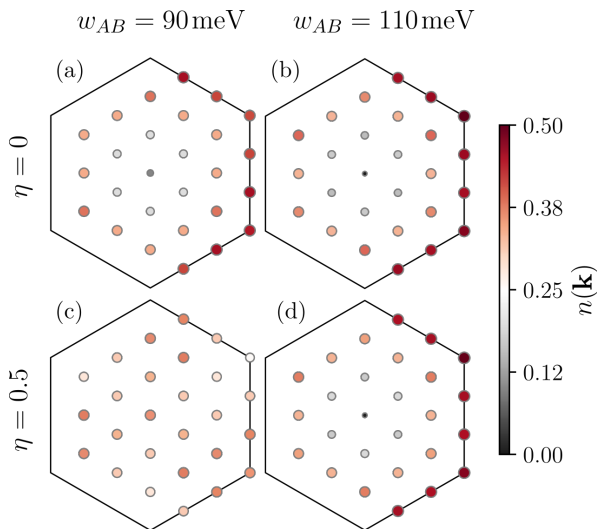 w_{AB} = 90 meV w_{AB} = 110 meV
(a) (b)
η = 0
(c) (d)
η = 0.5
0.50
0.38
0.25
0.12
0.00
n(k)